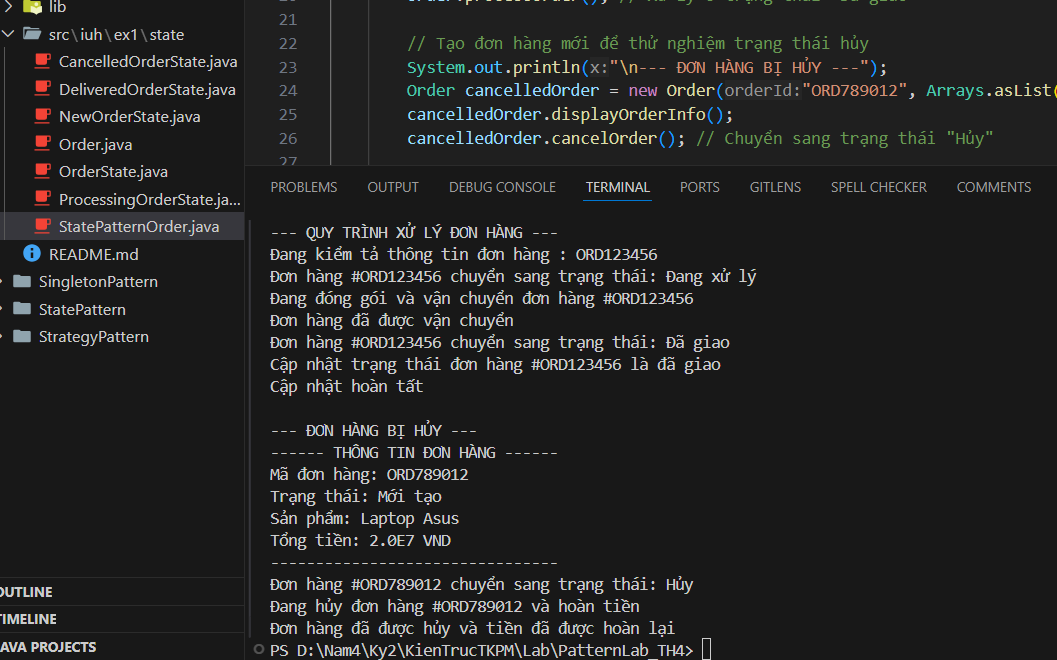 lib
src\iuh\ex1\state
CancelledOrderState.java
DeliveredOrderState.java
NewOrderState.java
Order.java
OrderState.java
ProcessingOrderState.ja...
StatePatternOrder.java
README.md
SingletonPattern
StatePattern
StrategyPattern
OUTLINE
TIMELINE
JAVA PROJECTS
21
22 // Tạo đơn hàng mới để thử nghiệm trạng thái hủy
23 System.out.println(x:"\n--- ĐƠN HÀNG BỊ HỦY ---");
24 Order cancelledOrder = new Order(orderId:"ORD789012", Arrays.asList(
25 cancelledOrder.displayOrderInfo();
26 cancelledOrder.cancelOrder(); // Chuyển sang trạng thái "Hủy"
27
PROBLEMS OUTPUT DEBUG CONSOLE TERMINAL PORTS GITLENS SPELL CHECKER COMMENTS
--- QUY TRÌNH XỬ LÝ ĐƠN HÀNG ---
Đang kiểm tả thông tin đơn hàng : ORD123456
Đơn hàng #ORD123456 chuyển sang trạng thái: Đang xử lý
Đang đóng gói và vận chuyển đơn hàng #ORD123456
Đơn hàng đã được vận chuyển
Đơn hàng #ORD123456 chuyển sang trạng thái: Đã giao
Cập nhật trạng thái đơn hàng #ORD123456 là đã giao
Cập nhật hoàn tất
--- ĐƠN HÀNG BỊ HỦY ---
------ THÔNG TIN ĐƠN HÀNG ------
Mã đơn hàng: ORD789012
Trạng thái: Mới tạo
Sản phẩm: Laptop Asus
Tổng tiền: 2.0E7 VND
--------------------------------
Đơn hàng #ORD789012 chuyển sang trạng thái: Hủy
Đang hủy đơn hàng #ORD789012 và hoàn tiền
Đơn hàng đã được hủy và tiền đã được hoàn lại
PS D:\Nam4\Ky2\KienTrucTKPM\Lab\PatternLab_TH4>